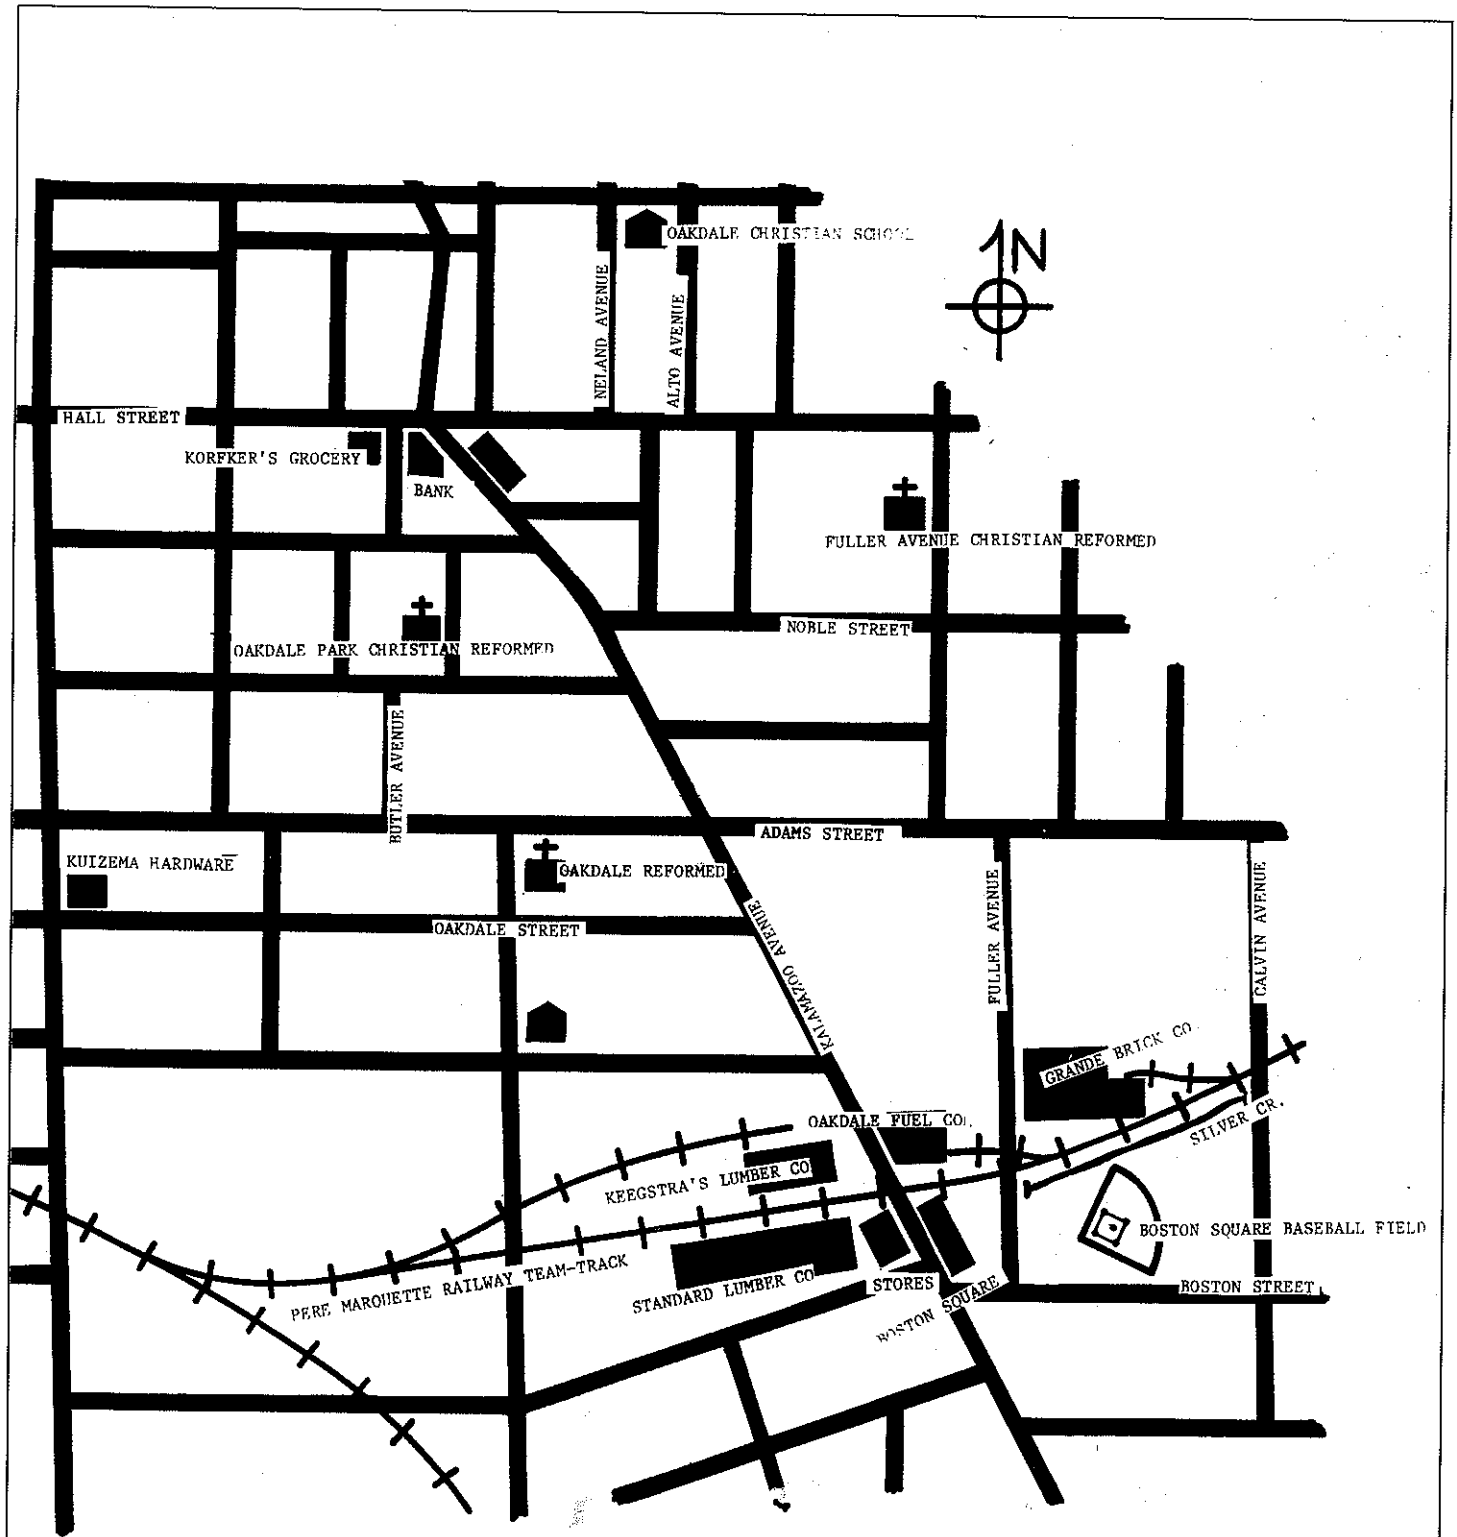 OAKDALE CHRISTIAN SCHOOL
N
NELAND AVENUE
ALTO AVENUE
HALL STREET
KORFKER'S GROCERY
BANK
FULLER AVENUE CHRISTIAN REFORMED
NOBLE STREET
OAKDALE PARK CHRISTIAN REFORMED
BUTLER AVENUE
ADAMS STREET
KUIZEMA HARDWARE
OAKDALE REFORMED
FULLER AVENUE
CALVIN AVENUE
OAKDALE STREET
KALAMAZOO AVENUE
GRANDE BRICK CO.
OAKDALE FUEL CO.
SILVER CR.
KEEGSTRA'S LUMBER CO
BOSTON SQUARE BASEBALL FIELD
PERE MARQUETTE RAILWAY TEAM-TRACK
STANDARD LUMBER CO
STORES
BOSTON STREET
BOSTON SQUARE